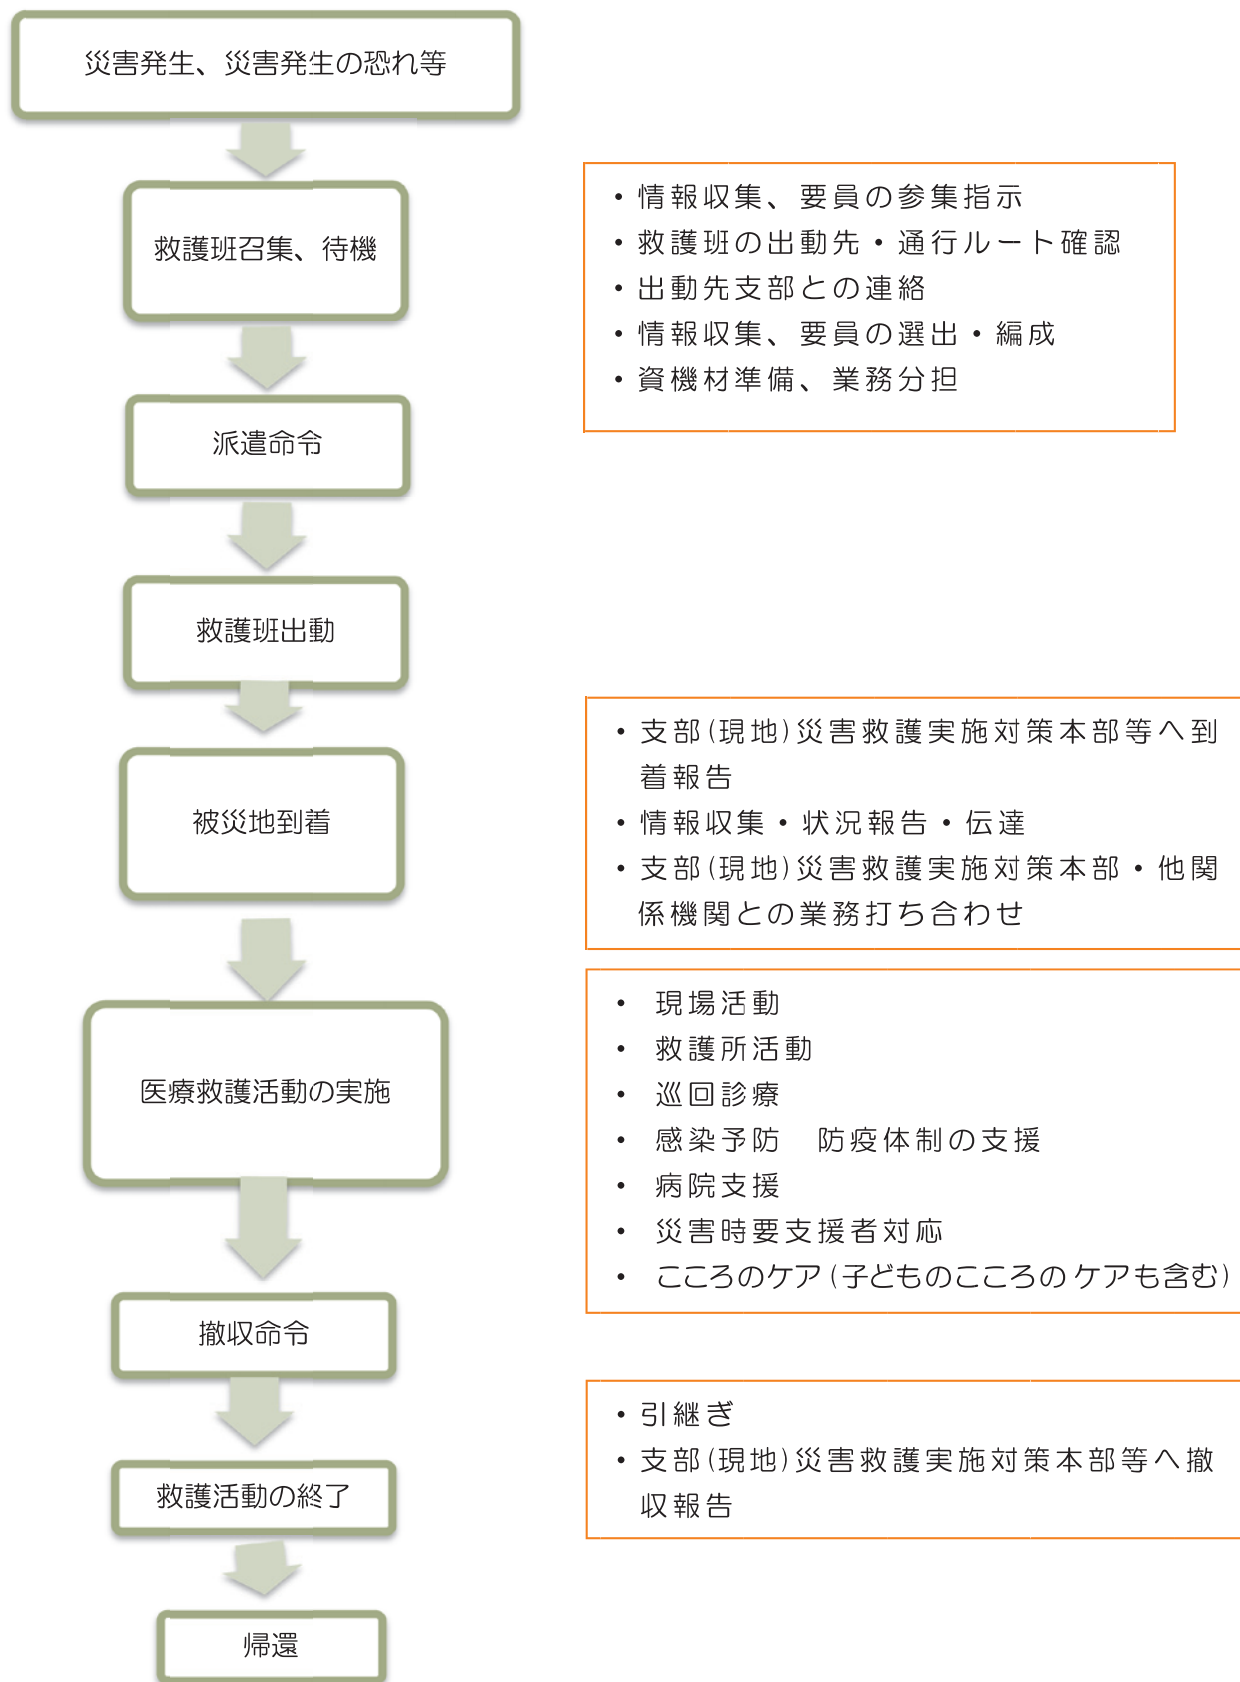 災害発生、災害発生の恐れ等
救護班召集、待機
・情報収集、要員の参集指示
・救護班の出動先・通行ルート確認
・出動先支部との連絡
・情報収集、要員の選出・編成
・資機材準備、業務分担
派遣命令
救護班出動
被災地到着
・支部(現地)災害救護実施対策本部等へ到
着報告
・情報収集・状況報告・伝達
・支部(現地)災害救護実施対策本部・他関
係機関との業務打ち合わせ
医療救護活動の実施
・ 現場活動
・ 救護所活動
・ 巡回診療
・ 感染予防　防疫体制の支援
・ 病院支援
・ 災害時要支援者対応
・ こころのケア(子どものこころのケアも含む)
撤収命令
救護活動の終了
・引継ぎ
・支部(現地)災害救護実施対策本部等へ撤
収報告
帰還